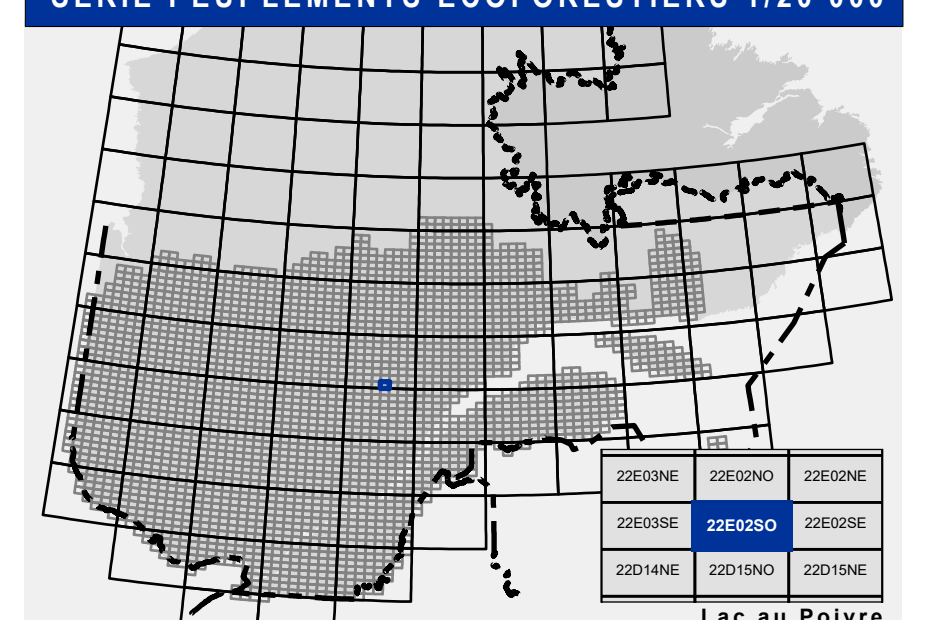 SÉRIE PEUPLEMENTS ÉCOFORESTIERS 1/20 000
22E03NE 22E02NO 22E02NE
22E03SE 22E02SO 22E02SE
22D14NE 22D15NO 22D15NE
Lac au Poivre